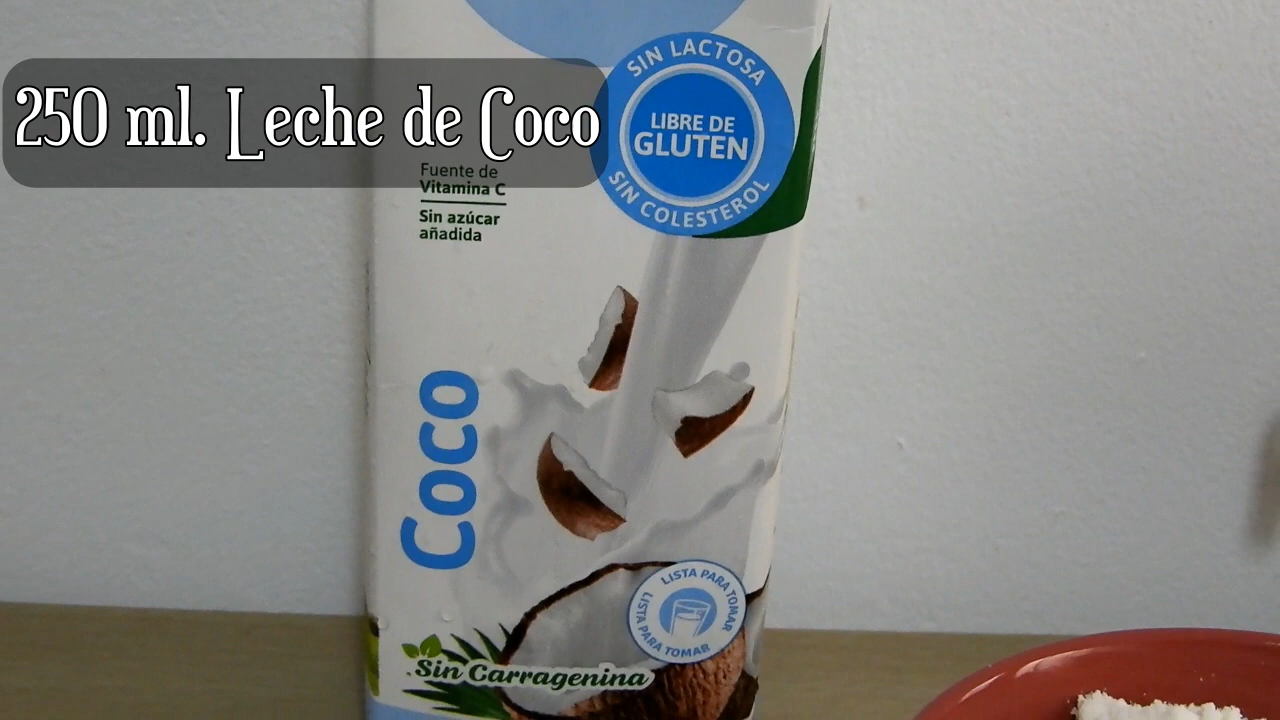 250 ml. Leche de Coco
SIN LACTOSA
LIBRE DE
GLUTEN
SIN COLESTEROL
Fuente de
Vitamina C
Sin azúcar
añadida
Coco
LISTA PARA TOMAR
LISTA PARA TOMAR
Sin Carragenina